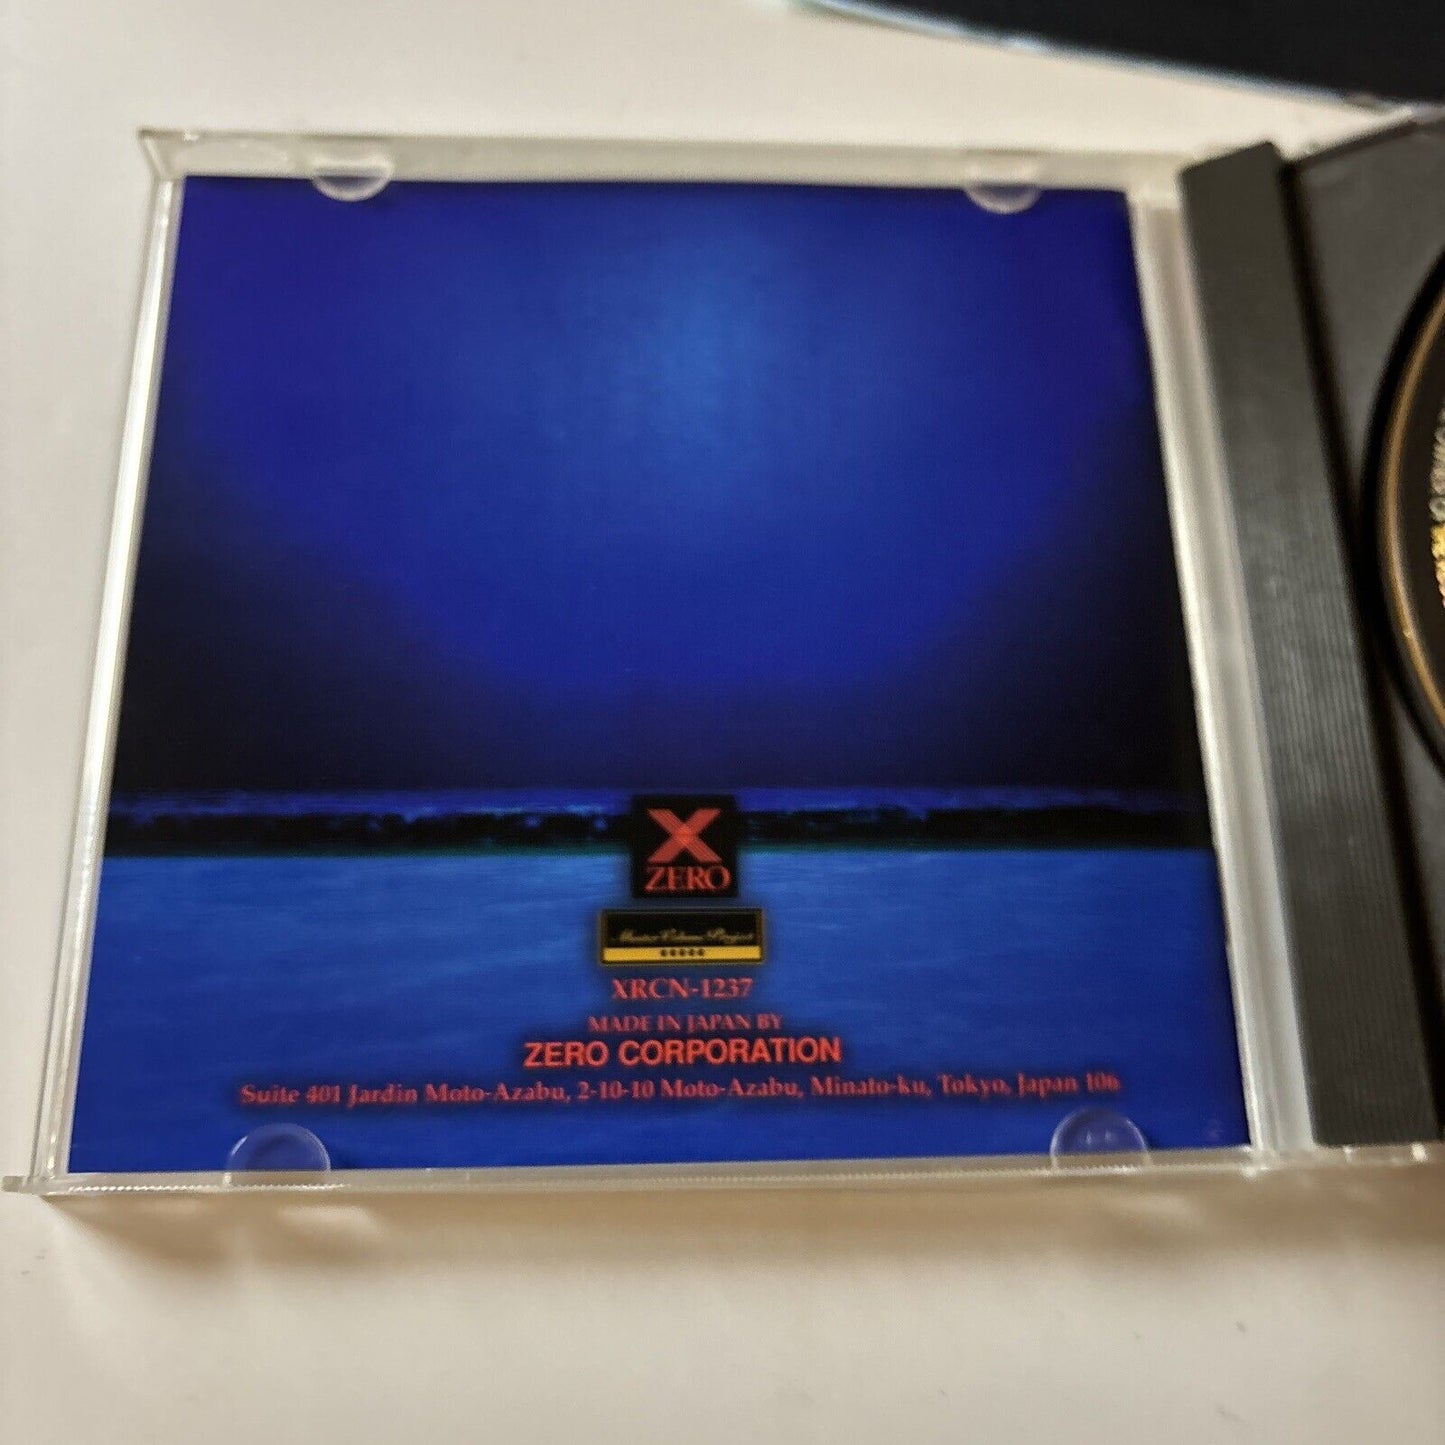 X
ZERO
XRCN-1237
MADE IN JAPAN BY
ZERO CORPORATION
Suite 401 Jardin Moto-Azabu, 2-10-10 Moto-Azabu, Minato-ku, Tokyo, Japan 106